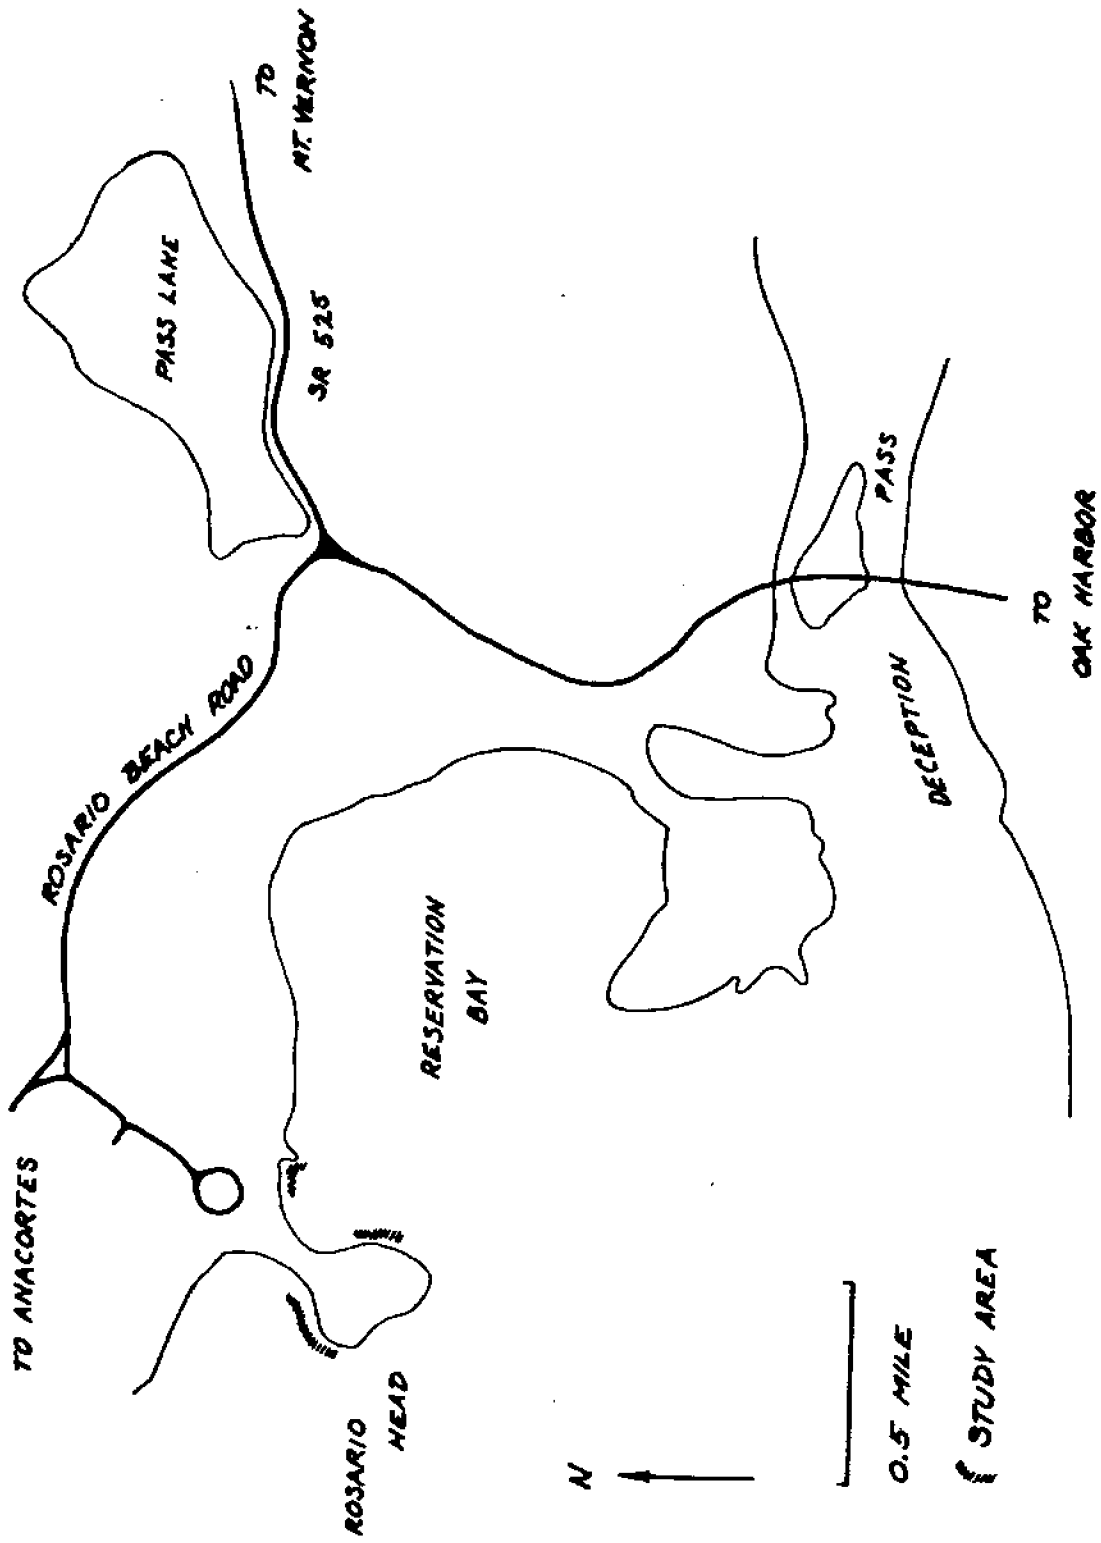 TO ANACORTES
ROSARIO BEACH ROAD
PASS LAKE
TO
MT. VERNON
SR 525
ROSARIO
HEAD
RESERVATION
BAY
DECEPTION
PASS
N
0.5 MILE
STUDY AREA
TO
OAK HARBOR